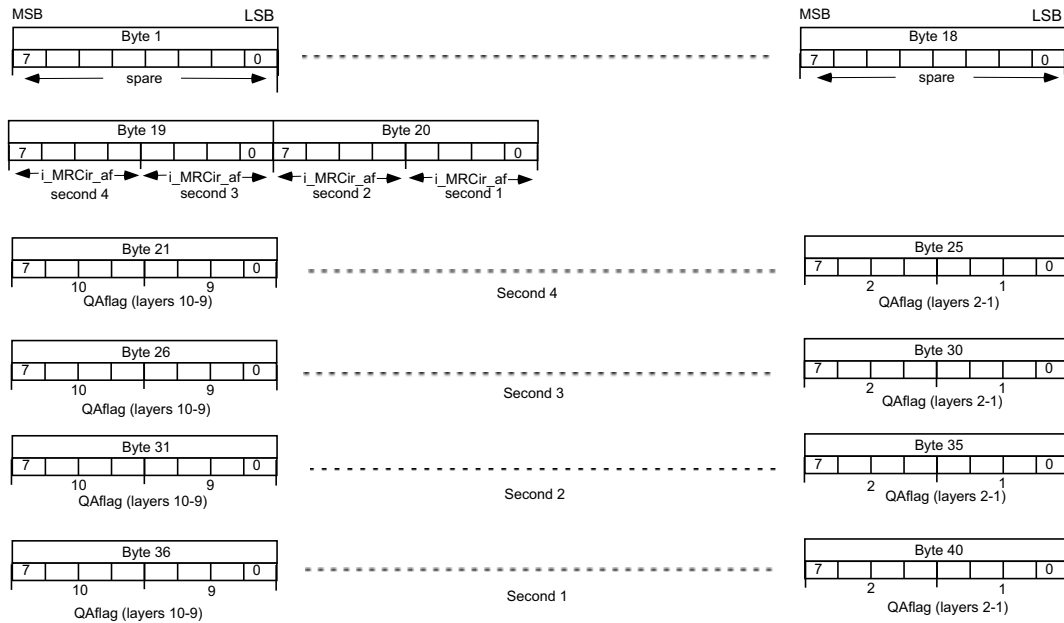 MSB LSB MSB LSB
Byte 1 Byte 18
7 0 7 0
spare spare
Byte 19 Byte 20
7 0 7 0
i_MRCir_af i_MRCir_af i_MRCir_af i_MRCir_af
second 4 second 3 second 2 second 1
Byte 21 Byte 25
7 0 7 0
10 9 Second 4 2 1
QAflag (layers 10-9) QAflag (layers 2-1)
Byte 26 Byte 30
7 0 7 0
10 9 Second 3 2 1
QAflag (layers 10-9) QAflag (layers 2-1)
Byte 31 Byte 35
7 0 7 0
10 9 Second 2 2 1
QAflag (layers 10-9) QAflag (layers 2-1)
Byte 36 Byte 40
7 0 7 0
10 9 Second 1 2 1
QAflag (layers 10-9) QAflag (layers 2-1)